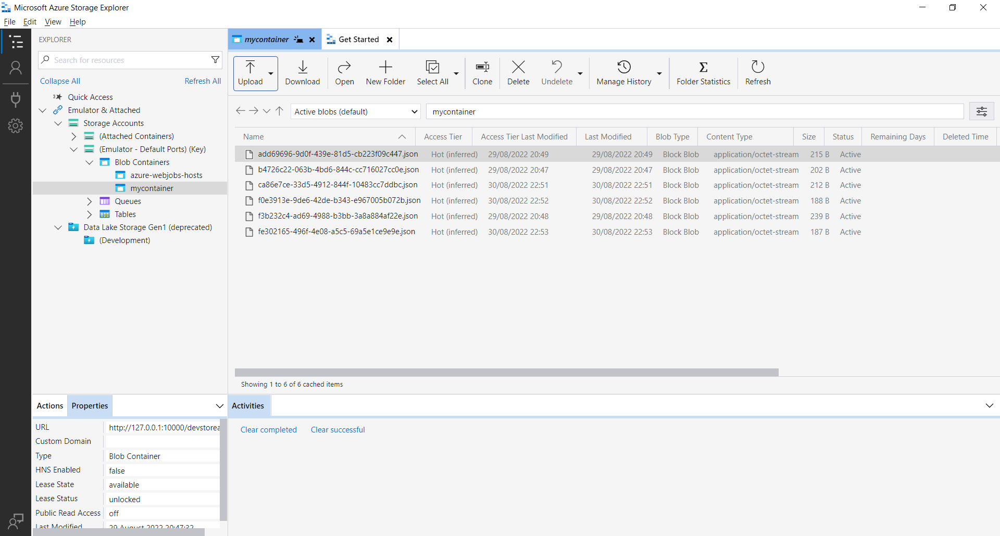 Microsoft Azure Storage Explorer
File Edit View Help
EXPLORER
Search for resources
Collapse All Refresh All
Quick Access
Emulator & Attached
Storage Accounts
(Attached Containers)
(Emulator - Default Ports) (Key)
Blob Containers
azure-webjobs-hosts
mycontainer
Queues
Tables
Data Lake Storage Gen1 (deprecated)
(Development)
mycontainer Get Started
Upload Download Open New Folder Select All Clone Delete Undelete Manage History Folder Statistics Refresh
Active blobs (default) mycontainer
Name Access Tier Access Tier Last Modified Last Modified Blob Type Content Type Size Status Remaining Days Deleted Time
add69696-9d0f-439e-81d5-cb223f09c447.json Hot (inferred) 29/08/2022 20:49 29/08/2022 20:49 Block Blob application/octet-stream 215 B Active
b4726c22-063b-4bd6-844c-cc716027cc0e.json Hot (inferred) 29/08/2022 20:47 29/08/2022 20:47 Block Blob application/octet-stream 202 B Active
ca86e7ce-33d5-4912-844f-10483cc7ddbc.json Hot (inferred) 30/08/2022 22:51 30/08/2022 22:51 Block Blob application/octet-stream 212 B Active
f0e3913e-9de6-42de-b343-e967005b072b.json Hot (inferred) 30/08/2022 22:52 30/08/2022 22:52 Block Blob application/octet-stream 188 B Active
f3b232c4-ad69-4988-b3bb-3a8a884af22e.json Hot (inferred) 29/08/2022 20:48 29/08/2022 20:48 Block Blob application/octet-stream 239 B Active
fe302165-496f-4e08-a5c5-69a5e1ce9e9e.json Hot (inferred) 30/08/2022 22:53 30/08/2022 22:53 Block Blob application/octet-stream 187 B Active
Showing 1 to 6 of 6 cached items
Actions Properties
URL http://127.0.0.1:10000/devstorea
Custom Domain
Type Blob Container
HNS Enabled false
Lease State available
Lease Status unlocked
Public Read Access off
Last Modified 29 August 2022 20:47:32
Activities
Clear completed Clear successful